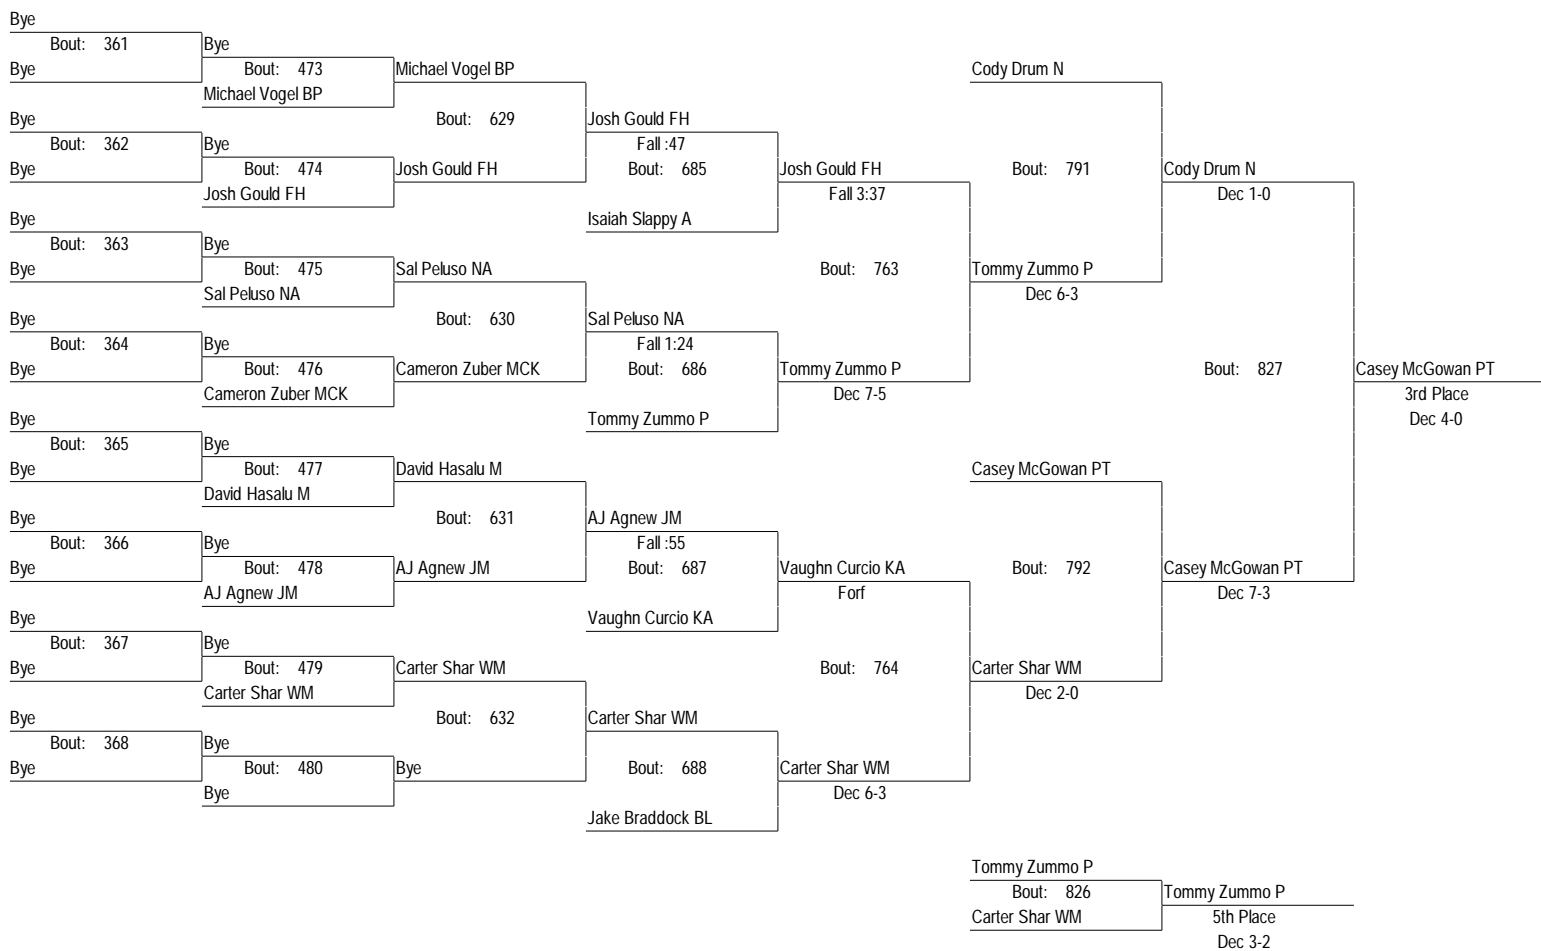 Bye
Bout: 361 Bye
Bye Bout: 473 Michael Vogel BP Cody Drum N
Michael Vogel BP
Bye Bout: 629 Josh Gould FH
Bout: 362 Bye Fall :47
Bye Bout: 474 Josh Gould FH Bout: 685 Josh Gould FH Bout: 791 Cody Drum N
Josh Gould FH Fall 3:37 Dec 1-0
Bye Isaiah Slappy A
Bout: 363 Bye
Bye Bout: 475 Sal Peluso NA Bout: 763 Tommy Zummo P
Sal Peluso NA Dec 6-3
Bye Bout: 630 Sal Peluso NA
Bout: 364 Bye Fall 1:24
Bye Bout: 476 Cameron Zuber MCK Bout: 686 Tommy Zummo P Bout: 827 Casey McGowan PT
Cameron Zuber MCK Dec 7-5 3rd Place
Bye Tommy Zummo P Dec 4-0
Bout: 365 Bye
Bye Bout: 477 David Hasalu M Casey McGowan PT
David Hasalu M
Bye Bout: 631 AJ Agnew JM
Bout: 366 Bye Fall :55
Bye Bout: 478 AJ Agnew JM Bout: 687 Vaughn Curcio KA Bout: 792 Casey McGowan PT
AJ Agnew JM Forf Dec 7-3
Bye Vaughn Curcio KA
Bout: 367 Bye
Bye Bout: 479 Carter Shar WM Bout: 764 Carter Shar WM
Carter Shar WM Dec 2-0
Bye Bout: 632 Carter Shar WM
Bout: 368 Bye
Bye Bout: 480 Bye Bout: 688 Carter Shar WM
Bye Dec 6-3
Jake Braddock BL
Tommy Zummo P
Bout: 826 Tommy Zummo P
Carter Shar WM 5th Place
Dec 3-2